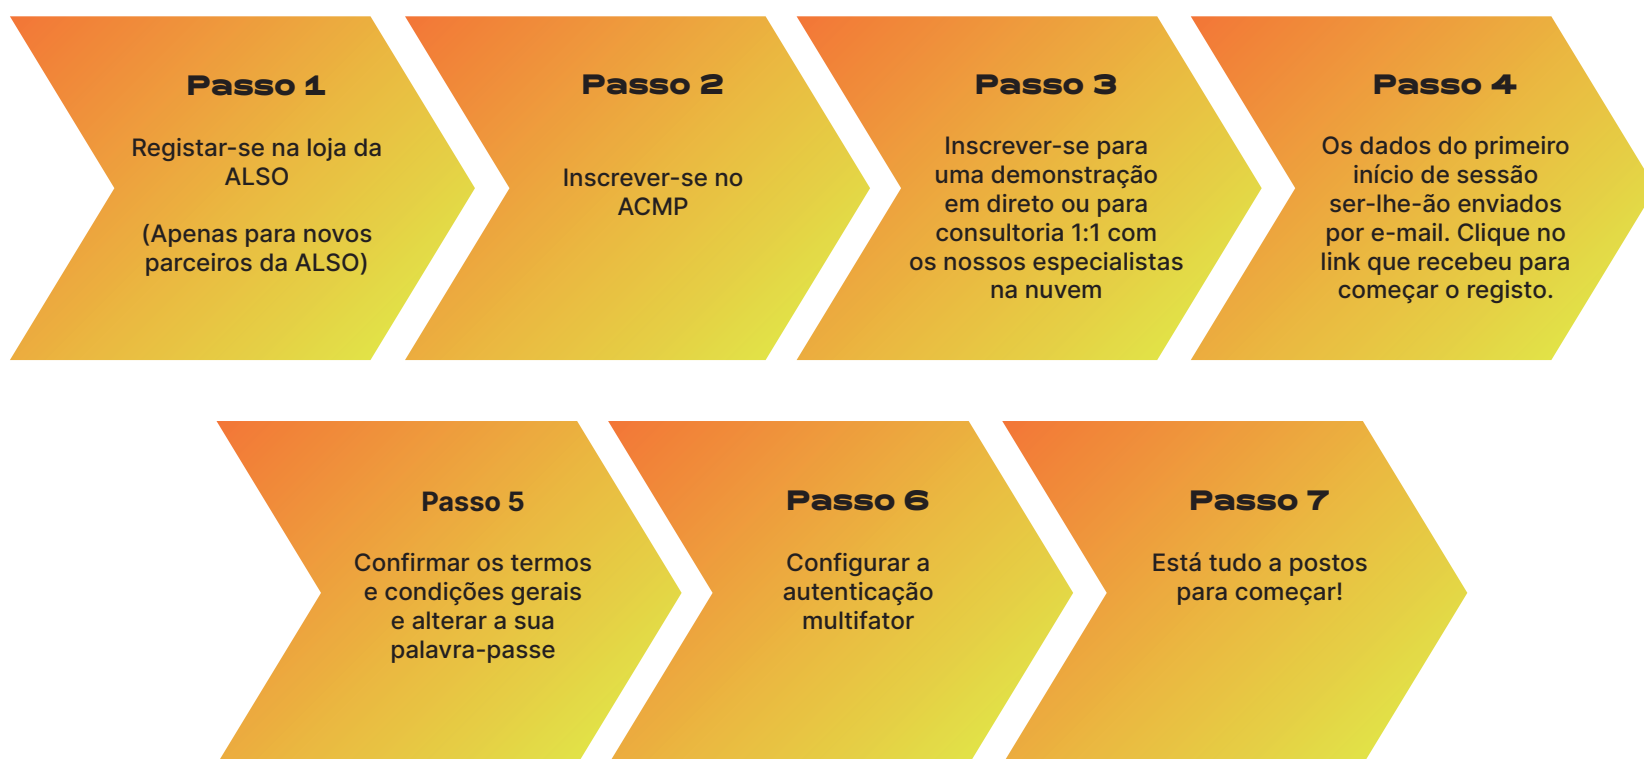 Passo 1
Registar-se na loja da
ALSO
(Apenas para novos
parceiros da ALSO)
Passo 2
Inscrever-se no
ACMP
Passo 3
Inscrever-se para
uma demonstração
em direto ou para
consultoria 1:1 com
os nossos especialistas
na nuvem
Passo 4
Os dados do primeiro
início de sessão
ser-lhe-ão enviados
por e-mail. Clique no
link que recebeu para
começar o registo.
Passo 5
Confirmar os termos
e condições gerais
e alterar a sua
palavra-passe
Passo 6
Configurar a
autenticação
multifator
Passo 7
Está tudo a postos
para começar!